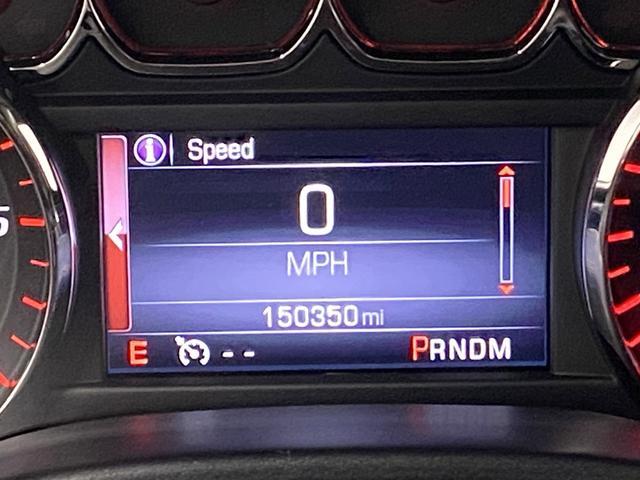 i Speed
0
MPH
150350 mi
E -- PRNDM